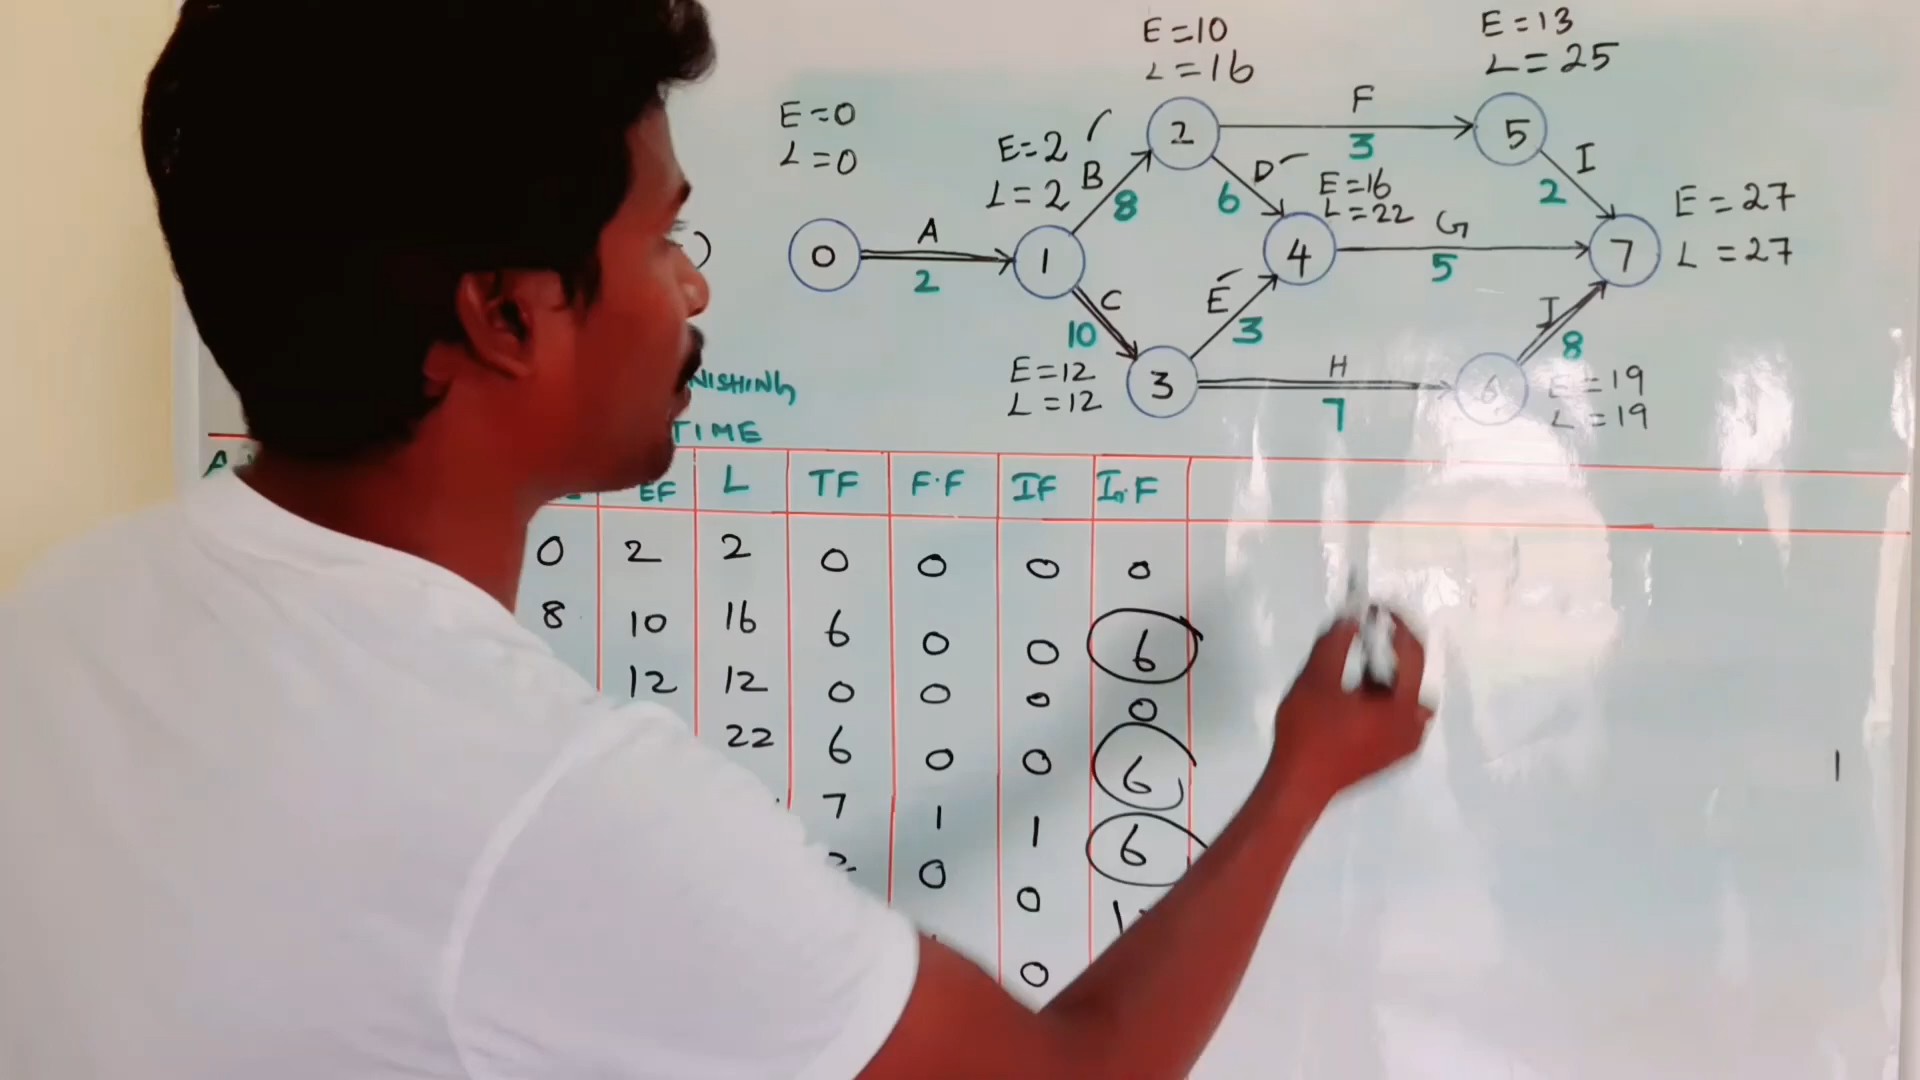 E=10
L=16
E=13
L=25
E=0
L=0
E=2
L=2
B
8
2
F
3
5
D
6
E=16
L=22
I
2
E=27
L=27
0
A
2
1
C
10
4
G
5
7
E
3
I
8
E=12
L=12
3
H
7
6
E=19
L=19
NISHING
TIME
A
EF L TF F.F IF In.F
0 2 2 0 0 0 0
8 10 16 6 0 0 6
12 12 0 0 0 0
22 6 0 0 6
7 1 1 6
0 0
0